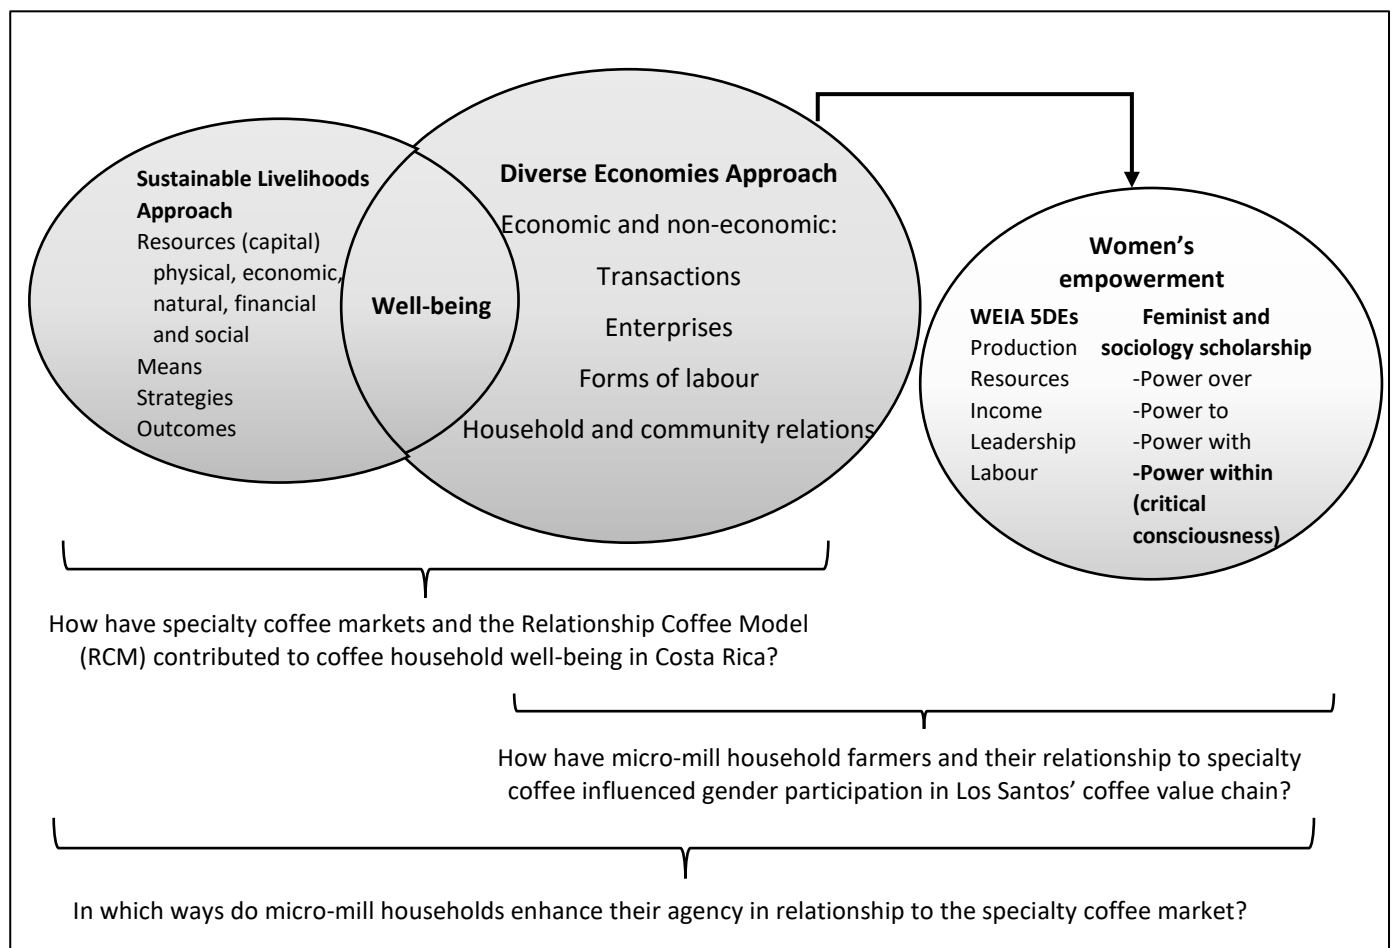 Sustainable Livelihoods
Approach
Resources (capital)
physical, economic,
natural, financial
and social
Means
Strategies
Outcomes
Well-being
Diverse Economies Approach
Economic and non-economic:
Transactions
Enterprises
Forms of labour
Household and community relations
Women's
empowerment
WEIA 5DEs
Production
Resources
Income
Leadership
Labour
Feminist and
sociology scholarship
-Power over
-Power to
-Power with
-Power within
(critical
consciousness)
How have specialty coffee markets and the Relationship Coffee Model
(RCM) contributed to coffee household well-being in Costa Rica?
How have micro-mill household farmers and their relationship to specialty
coffee influenced gender participation in Los Santos' coffee value chain?
In which ways do micro-mill households enhance their agency in relationship to the specialty coffee market?